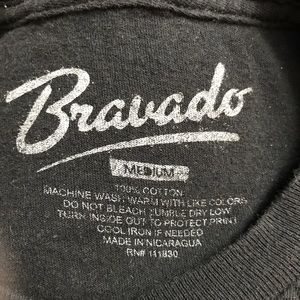 Bravado
MEDIUM
100% COTTON
MACHINE WASH WARM WITH LIKE COLORS
DO NOT BLEACH TUMBLE DRY LOW
TURN INSIDE OUT TO PROTECT PRINT
COOL IRON IF NEEDED
MADE IN NICARAGUA
RN# 111830